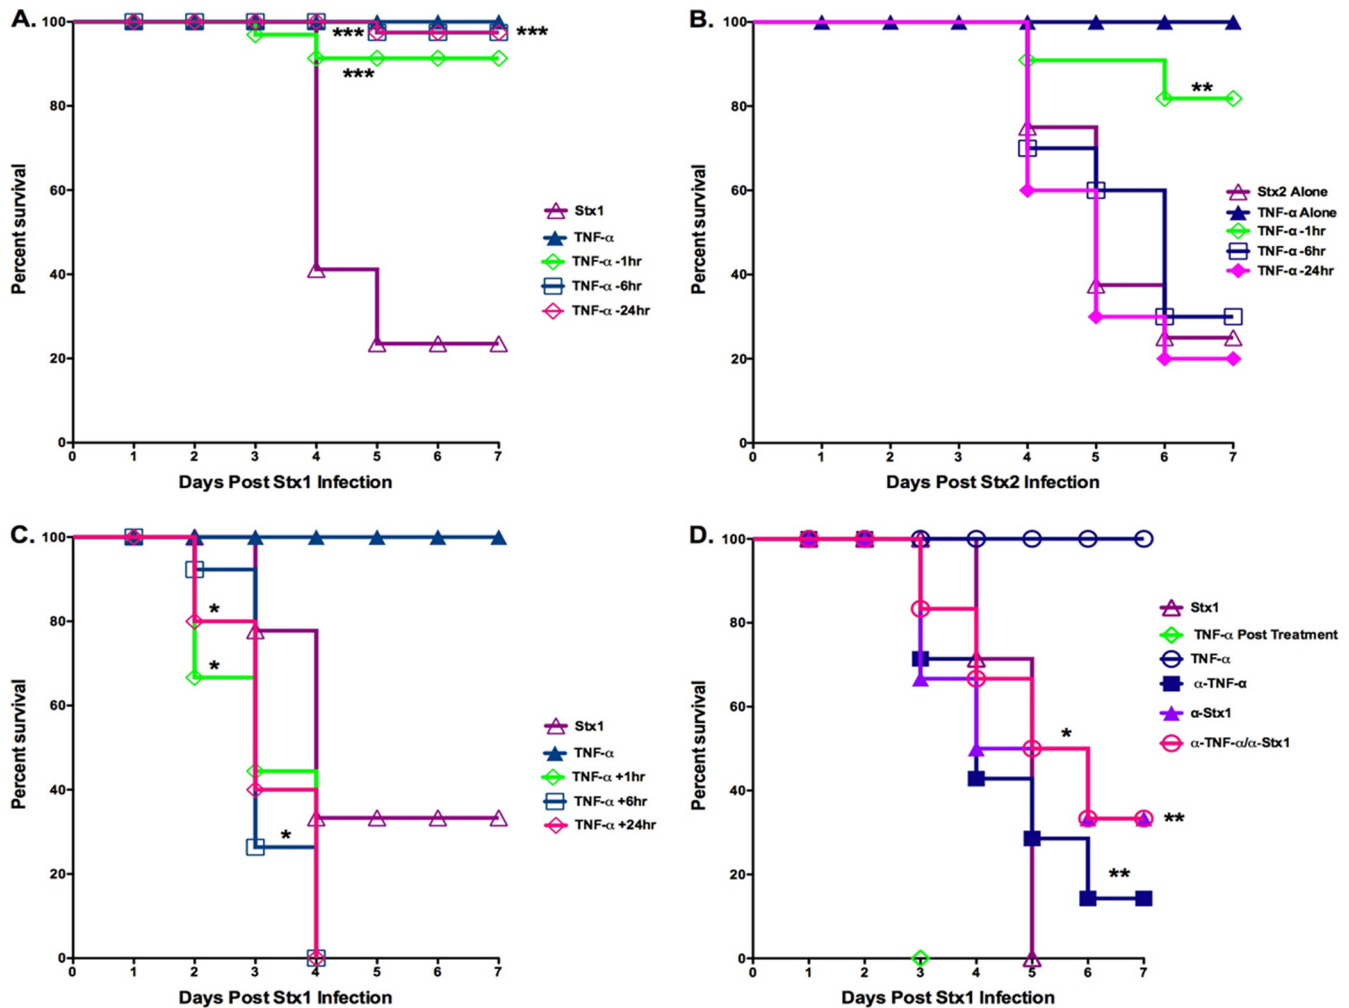 A.
100
80
60
40
20
0
Percent survival
0 1 2 3 4 5 6 7
Days Post Stx1 Infection
***
***
***
Stx1
TNF-α
TNF-α -1hr
TNF-α -6hr
TNF-α -24hr
B.
100
80
60
40
20
0
Percent survival
0 1 2 3 4 5 6 7
Days Post Stx2 Infection
**
Stx2 Alone
TNF-α Alone
TNF-α -1hr
TNF-α -6hr
TNF-α -24hr
C.
100
80
60
40
20
0
Percent survival
0 1 2 3 4 5 6 7
Days Post Stx1 Infection
*
*
*
Stx1
TNF-α
TNF-α +1hr
TNF-α +6hr
TNF-α +24hr
D.
100
80
60
40
20
0
Percent survival
0 1 2 3 4 5 6 7
Days Post Stx1 Infection
*
**
**
Stx1
TNF-α Post Treatment
TNF-α
α-TNF-α
α-Stx1
α-TNF-α/α-Stx1